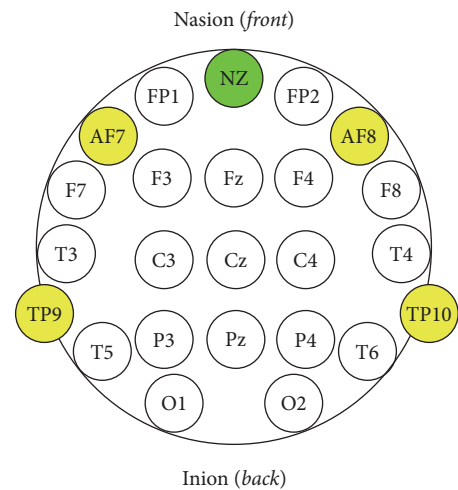 Nasion (front)
NZ
FP1 FP2
AF7 AF8
F3 Fz F4
F7 F8
T3 C3 Cz C4 T4
TP9 TP10
T5 P3 Pz P4 T6
O1 O2
Inion (back)